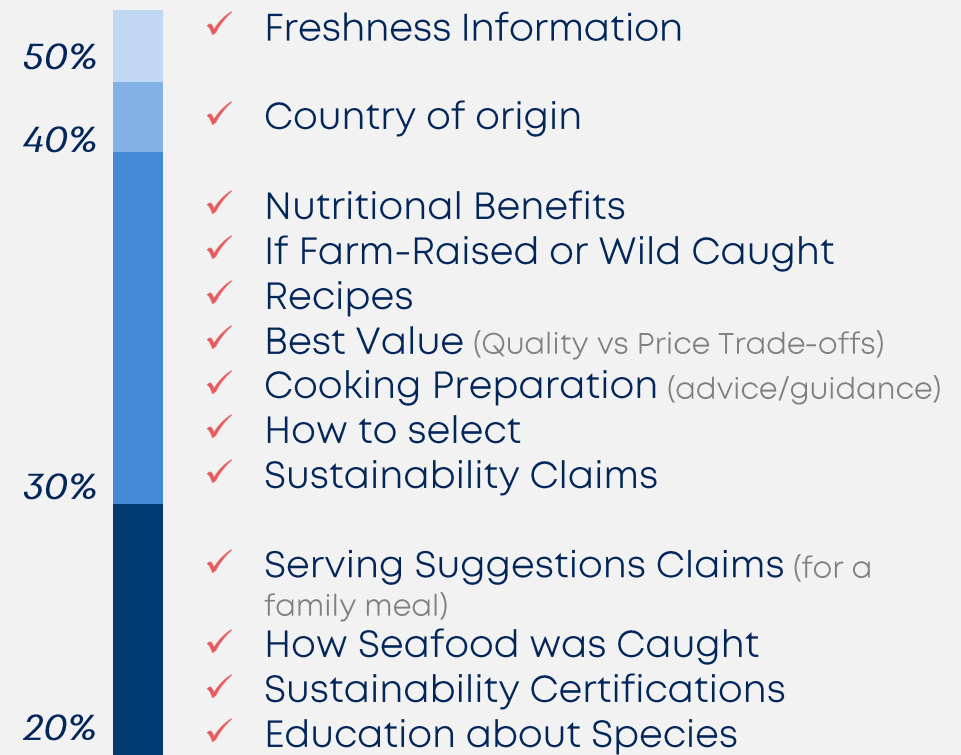 Freshness Information
50%
Country of origin
40%
Nutritional Benefits
If Farm-Raised or Wild Caught
Recipes
Best Value (Quality vs Price Trade-offs)
Cooking Preparation (advice/guidance)
How to select
Sustainability Claims
30%
Serving Suggestions Claims (for a
family meal)
How Seafood was Caught
Sustainability Certifications
20%
Education about Species